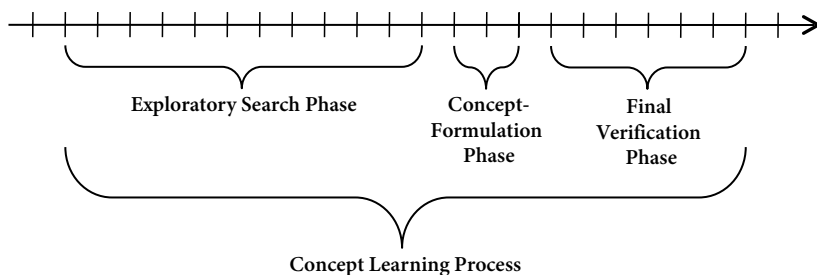 Exploratory Search Phase
Concept-
Formulation
Phase
Final
Verification
Phase
Concept Learning Process